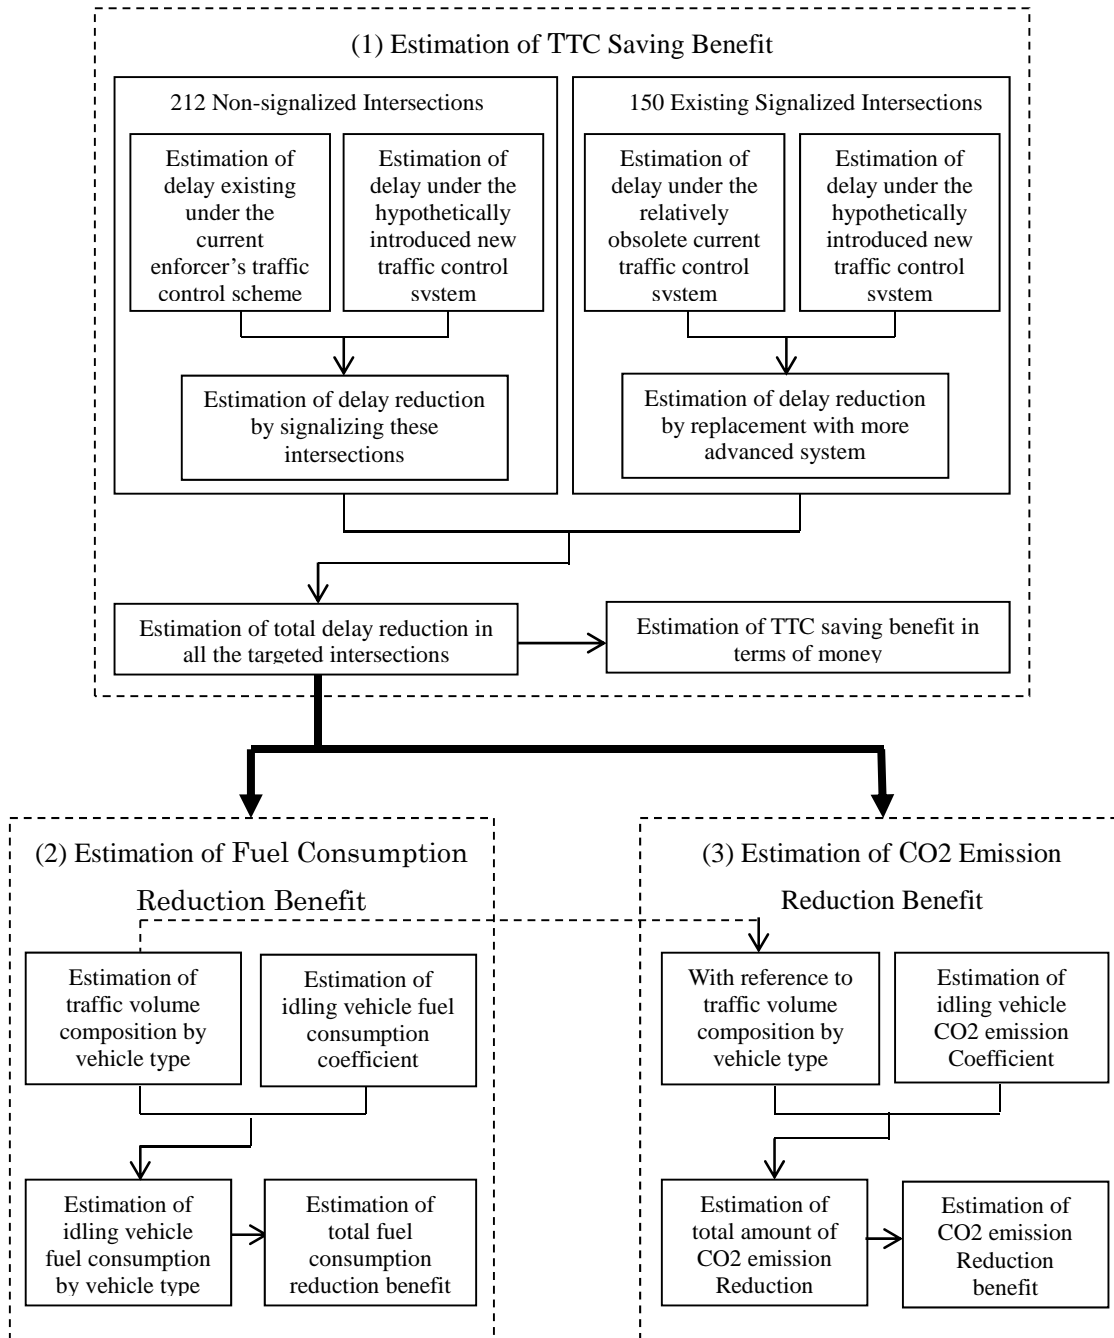 (1) Estimation of TTC Saving Benefit
212 Non-signalized Intersections
Estimation of
delay existing
under the
current
enforcer's traffic
control scheme
Estimation of
delay under the
hypothetically
introduced new
traffic control
system
Estimation of delay reduction
by signalizing these
intersections
150 Existing Signalized Intersections
Estimation of
delay under the
relatively
obsolete current
traffic control
system
Estimation of
delay under the
hypothetically
introduced new
traffic control
system
Estimation of delay reduction
by replacement with more
advanced system
Estimation of total delay reduction in
all the targeted intersections
Estimation of TTC saving benefit in
terms of money
(2) Estimation of Fuel Consumption
Reduction Benefit
Estimation of
traffic volume
composition by
vehicle type
Estimation of
idling vehicle fuel
consumption
coefficient
Estimation of
idling vehicle
fuel consumption
by vehicle type
Estimation of
total fuel
consumption
reduction benefit
(3) Estimation of CO2 Emission
Reduction Benefit
With reference to
traffic volume
composition by
vehicle type
Estimation of
idling vehicle
CO2 emission
Coefficient
Estimation of
total amount of
CO2 emission
Reduction
Estimation of
CO2 emission
Reduction
benefit